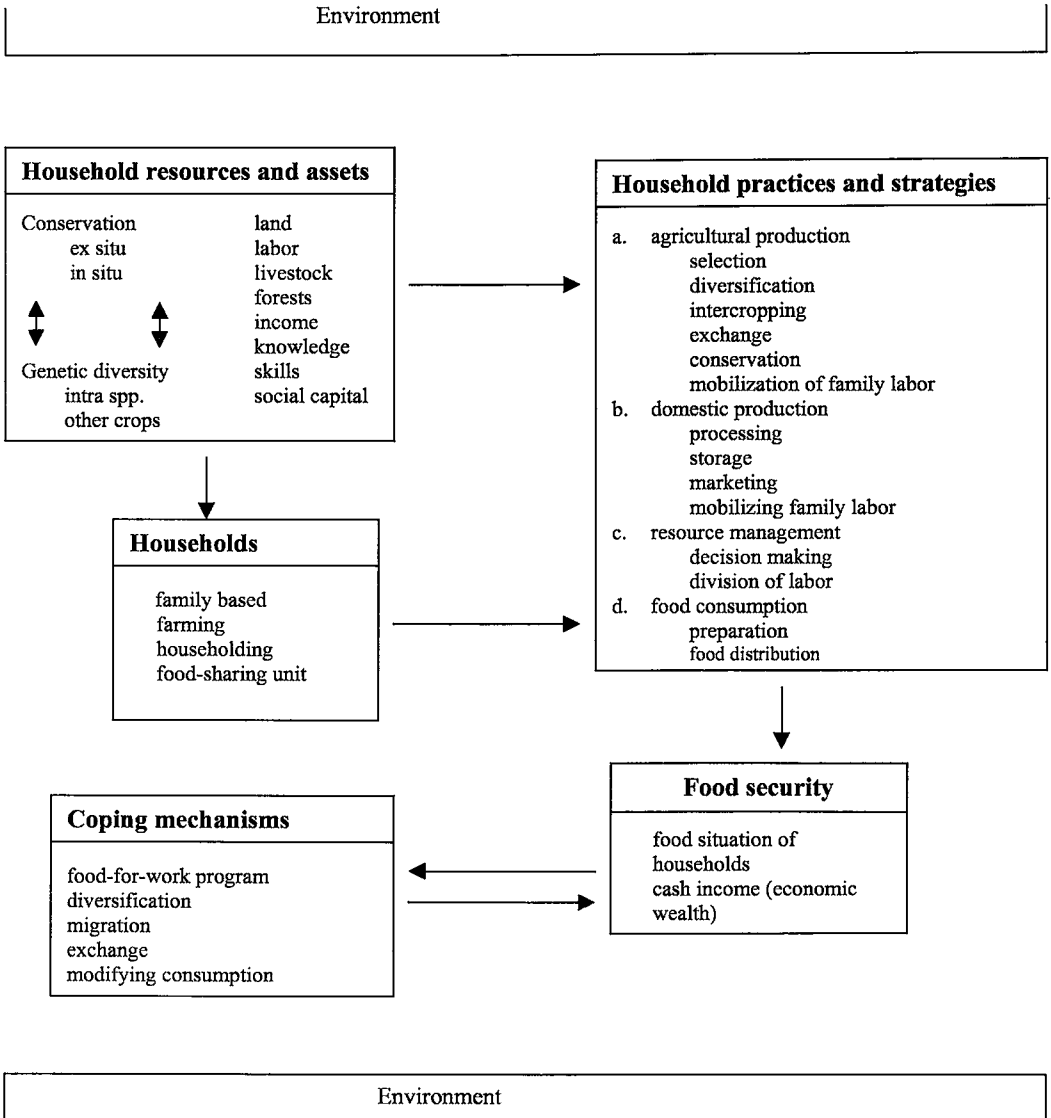 Environment
Household resources and assets
Conservation
ex situ
in situ
Genetic diversity
intra spp.
other crops
land
labor
livestock
forests
income
knowledge
skills
social capital
Household practices and strategies
a. agricultural production
selection
diversification
intercropping
exchange
conservation
mobilization of family labor
b. domestic production
processing
storage
marketing
mobilizing family labor
c. resource management
decision making
division of labor
d. food consumption
preparation
food distribution
Households
family based
farming
householding
food-sharing unit
Food security
food situation of
households
cash income (economic
wealth)
Coping mechanisms
food-for-work program
diversification
migration
exchange
modifying consumption
Environment